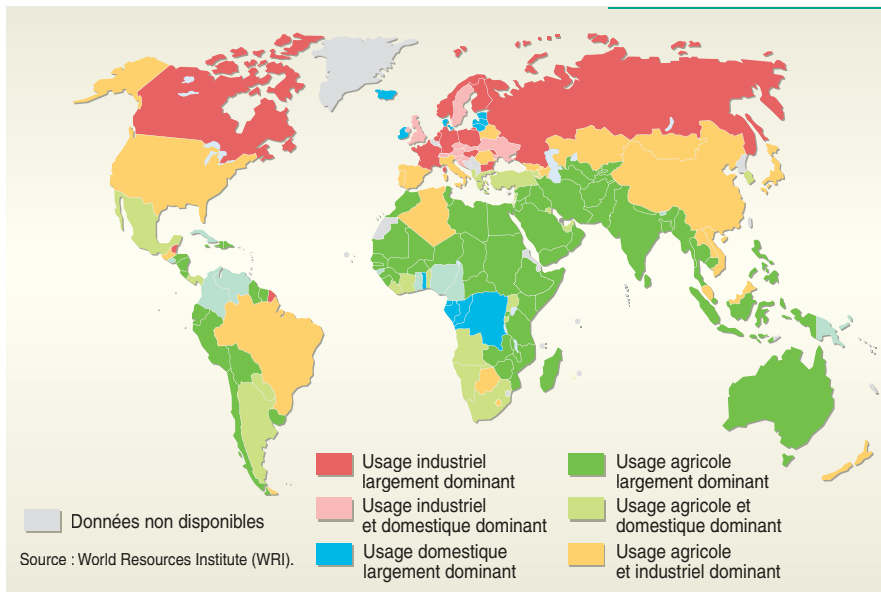 Usage industriel
largement dominant
Usage industriel
et domestique dominant
Usage domestique
largement dominant
Usage agricole
largement dominant
Usage agricole et
domestique dominant
Usage agricole
et industriel dominant
Données non disponibles
Source : World Resources Institute (WRI).